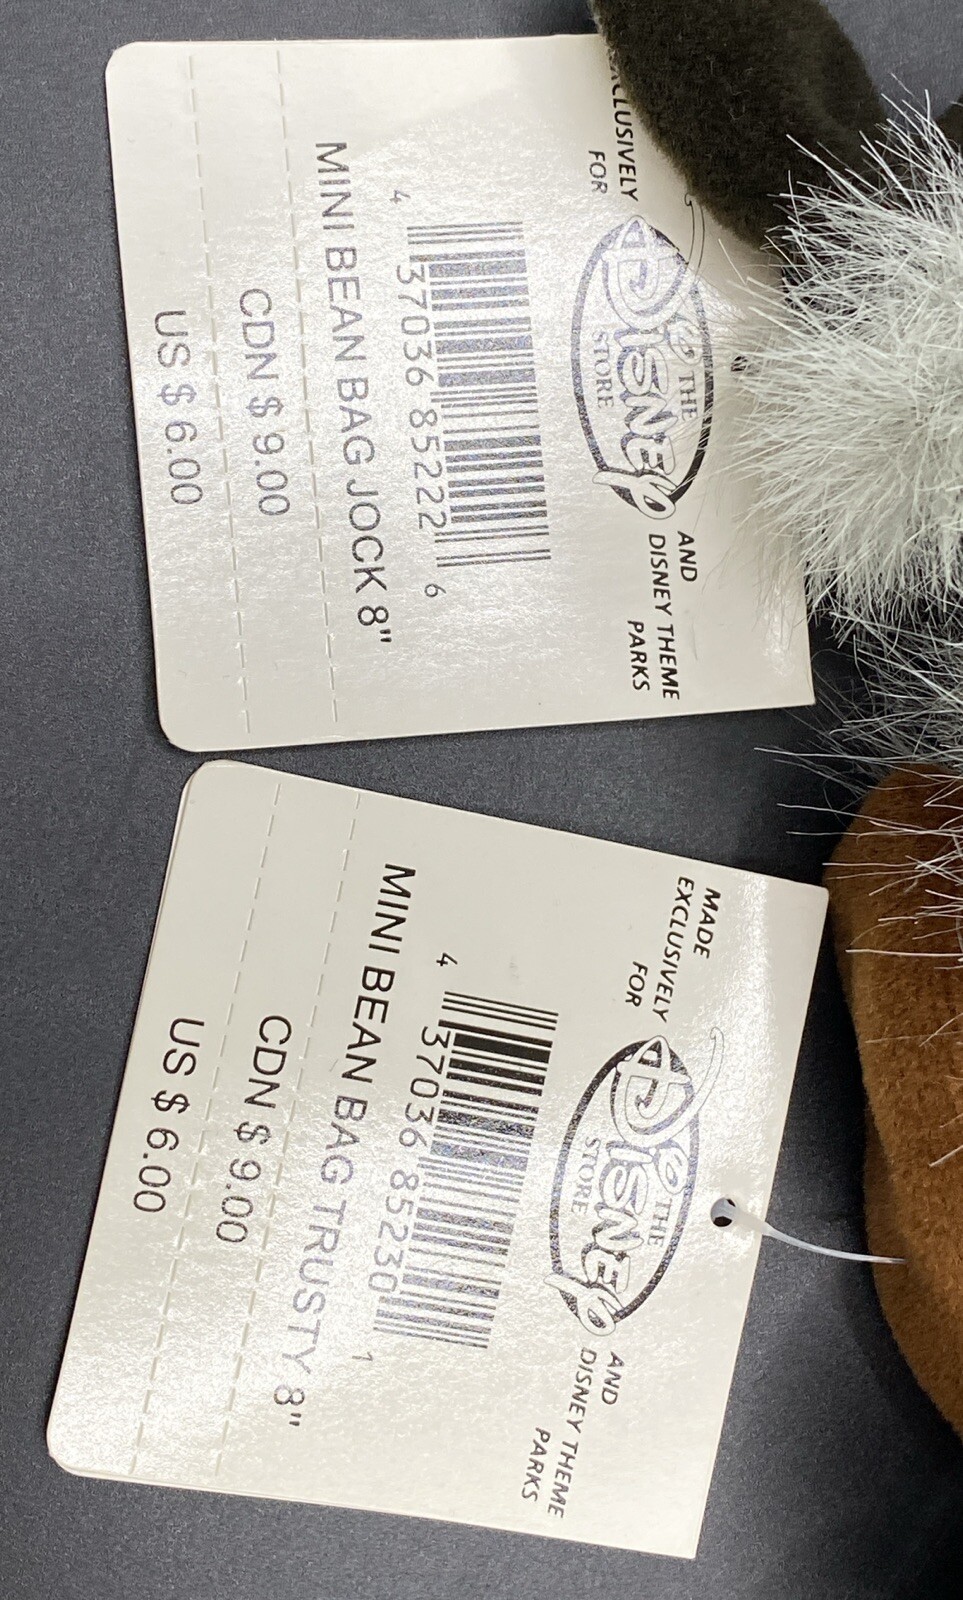 EXCLUSIVELY
FOR
THE
DISNEY
STORE
AND
DISNEY THEME
PARKS
4 37036 85222 6
MINI BEAN BAG JOCK 8"
CDN $ 9.00
US $ 6.00
MADE
EXCLUSIVELY
FOR
THE
DISNEY
STORE
AND
DISNEY THEME
PARKS
4 37036 85230 1
MINI BEAN BAG TRUSTY 8"
CDN $ 9.00
US $ 6.00